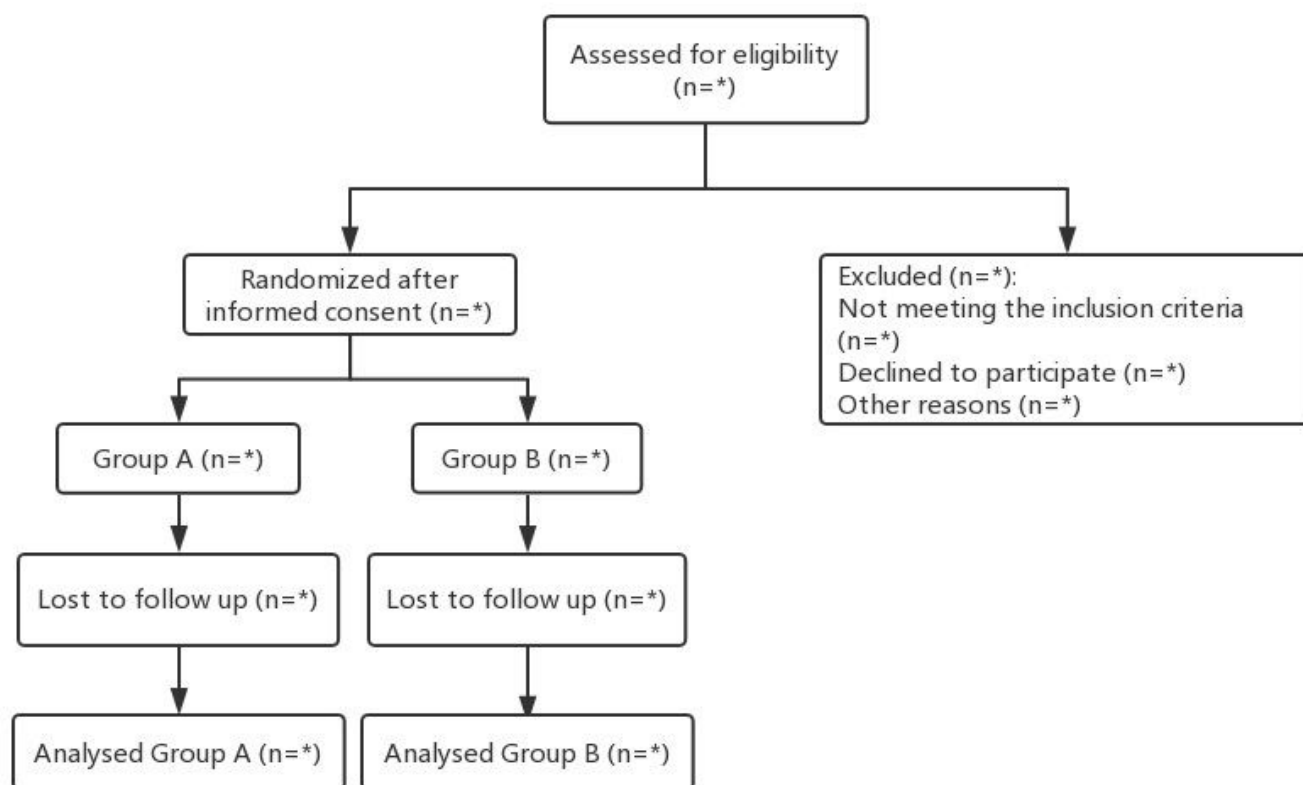 Assessed for eligibility
(n=*)
Randomized after
informed consent (n=*)
Excluded (n=*):
Not meeting the inclusion criteria
(n=*)
Declined to participate (n=*)
Other reasons (n=*)
Group A (n=*)
Group B (n=*)
Lost to follow up (n=*)
Lost to follow up (n=*)
Analysed Group A (n=*)
Analysed Group B (n=*)